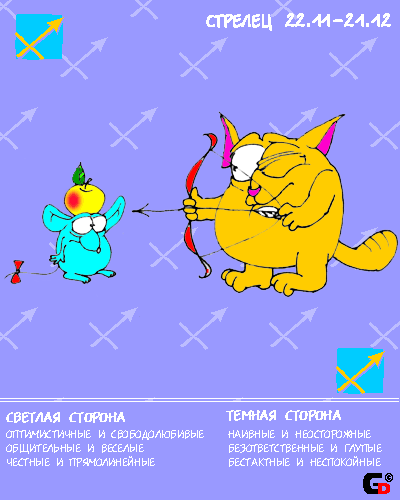 СТРЕЛЕЦ 22.11-21.12
СВЕТЛАЯ СТОРОНА
ОПТИМИСТИЧНЫЕ И СВОБОДОЛЮБИВЫЕ
ОБЩИТЕЛЬНЫЕ И ВЕСЕЛЫЕ
ЧЕСТНЫЕ И ПРЯМОЛИНЕЙНЫЕ
ТЕМНАЯ СТОРОНА
НАИВНЫЕ И НЕОСТОРОЖНЫЕ
БЕЗОТВЕТСТВЕННЫЕ И ГЛУПЫЕ
БЕСТАКТНЫЕ И НЕСПОКОЙНЫЕ
GD©